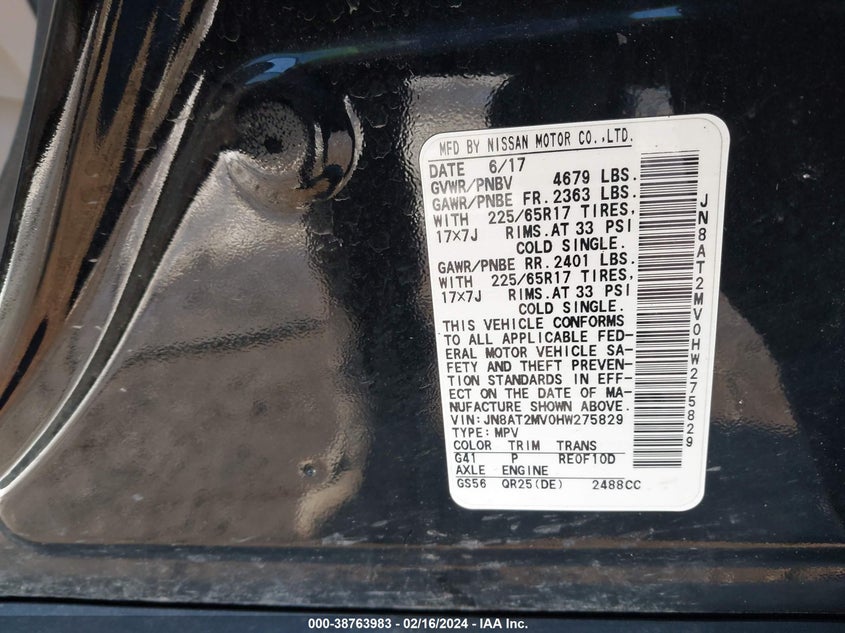 MFD BY NISSAN MOTOR CO.,LTD.
DATE 6/17
GVWR/PNBV 4679 LBS.
GAWR/PNBE FR. 2363 LBS.
WITH 225/65R17 TIRES,
17×7J RIMS.AT 33 PSI
COLD SINGLE.
GAWR/PNBE RR. 2401 LBS.
WITH 225/65R17 TIRES,
17×7J RIMS.AT 33 PSI
COLD SINGLE.
THIS VEHICLE CONFORMS
TO ALL APPLICABLE FED-
ERAL MOTOR VEHICLE SA-
FETY AND THEFT PREVEN-
TION STANDARDS IN EFF-
ECT ON THE DATE OF MA-
NUFACTURE SHOWN ABOVE.
VIN:JN8AT2MV0HW275829
TYPE:MPV
COLOR TRIM TRANS
G41 P RE0F10D
AXLE ENGINE
GS56 QR25(DE) 2488CC
JN8AT2MV0HW275829
000-38763983 - 02/16/2024 - IAA Inc.